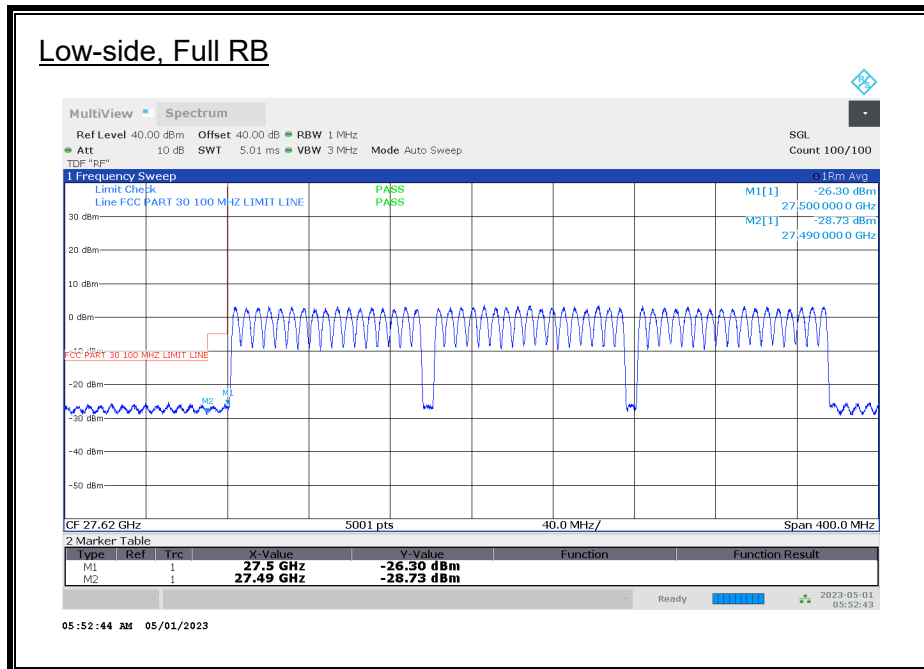 Low-side, Full RB
R&S
MultiView Spectrum
Ref Level 40.00 dBm Offset 40.00 dB RBW 1 MHz SGL
Att 10 dB SWT 5.01 ms VBW 3 MHz Mode Auto Sweep Count 100/100
TDF "RF"
1 Frequency Sweep 1Rm Avg
Limit Check PASS M1[1] -26.30 dBm
Line FCC PART 30 100 MHZ LIMIT LINE PASS 27.500 000 0 GHz
30 dBm M2[1] -28.73 dBm
27.490 000 0 GHz
20 dBm
10 dBm
0 dBm
-10 dBm
FCC PART 30 100 MHZ LIMIT LINE
-20 dBm
M1
M2
-30 dBm
-40 dBm
-50 dBm
CF 27.62 GHz 5001 pts 40.0 MHz/ Span 400.0 MHz
2 Marker Table
Type Ref Trc X-Value Y-Value Function Function Result
M1 1 27.5 GHz -26.30 dBm
M2 1 27.49 GHz -28.73 dBm
Ready 2023-05-01
05:52:43
05:52:44 AM 05/01/2023